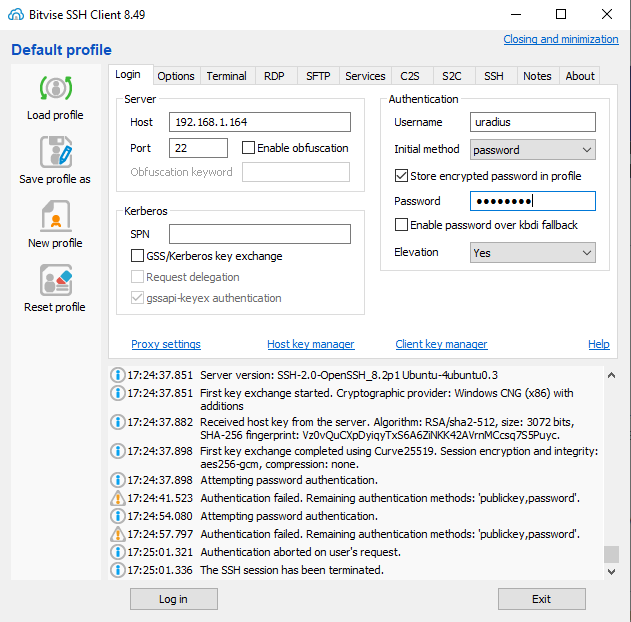 Bitvise SSH Client 8.49
Closing and minimization
Default profile
Load profile
Save profile as
New profile
Reset profile
Login Options Terminal RDP SFTP Services C2S S2C SSH Notes About
Server
Host 192.168.1.164
Port 22 Enable obfuscation
Obfuscation keyword
Kerberos
SPN
GSS/Kerberos key exchange
Request delegation
gssapi-keyex authentication
Authentication
Username uradius
Initial method password
Store encrypted password in profile
Password ●●●●●●●●
Enable password over kbdi fallback
Elevation Yes
Proxy settings Host key manager Client key manager Help
17:24:37.851 Server version: SSH-2.0-OpenSSH_8.2p1 Ubuntu-4ubuntu0.3
17:24:37.851 First key exchange started. Cryptographic provider: Windows CNG (x86) with
additions
17:24:37.882 Received host key from the server. Algorithm: RSA/sha2-512, size: 3072 bits,
SHA-256 fingerprint: Vz0vQuCXpDyiqyTxS6A6ZiNKK42AVrnMCcsq7S5Puyc.
17:24:37.898 First key exchange completed using Curve25519. Session encryption and integrity:
aes256-gcm, compression: none.
17:24:37.898 Attempting password authentication.
17:24:41.523 Authentication failed. Remaining authentication methods: 'publickey,password'.
17:24:54.080 Attempting password authentication.
17:24:57.797 Authentication failed. Remaining authentication methods: 'publickey,password'.
17:25:01.321 Authentication aborted on user's request.
17:25:01.336 The SSH session has been terminated.
Log in Exit